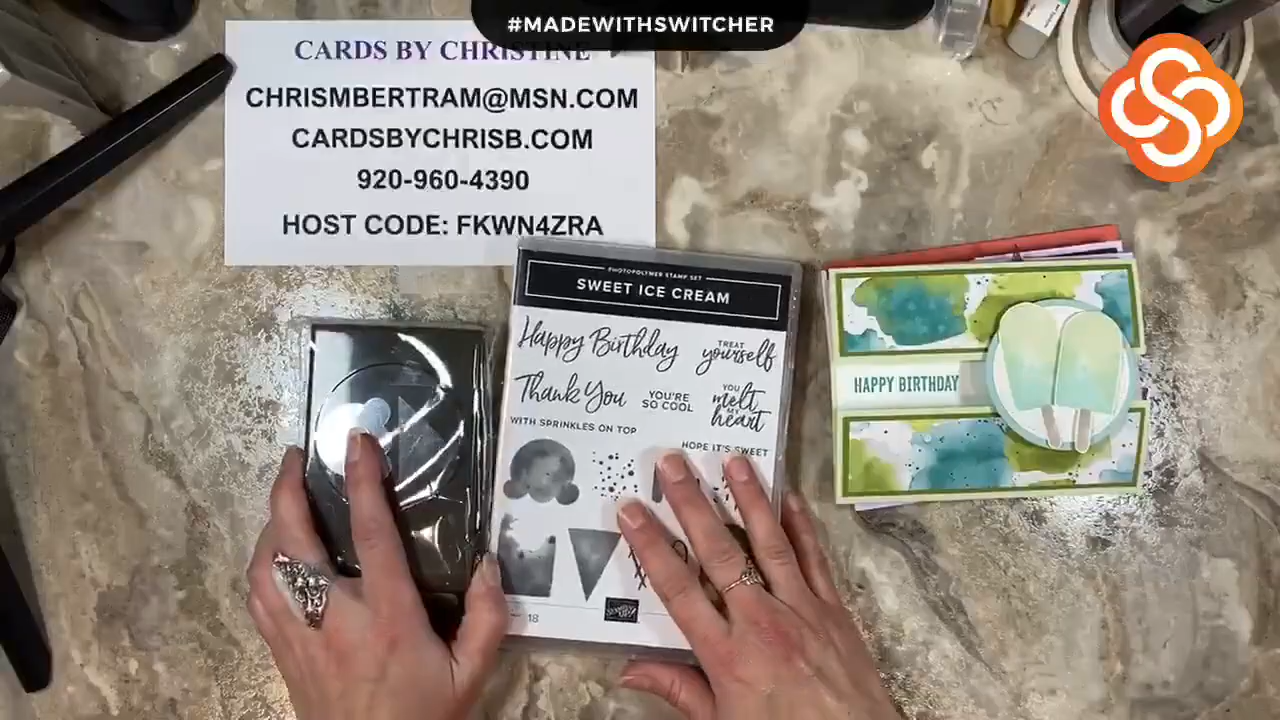 #MADEWITHSWITCHER
CARDS BY CHRISTINE
CHRISMBERTRAM@MSN.COM
CARDSBYCHRISB.COM
920-960-4390
HOST CODE: FKWN4ZRA
PHOTOPOLYMER STAMP SET
SWEET ICE CREAM
Happy Birthday
TREAT
yourself
Thank You
YOU'RE
SO COOL
YOU
melt
MY
heart
WITH SPRINKLES ON TOP
HOPE IT'S SWEET
STAMPIN' UP!
18
HAPPY BIRTHDAY